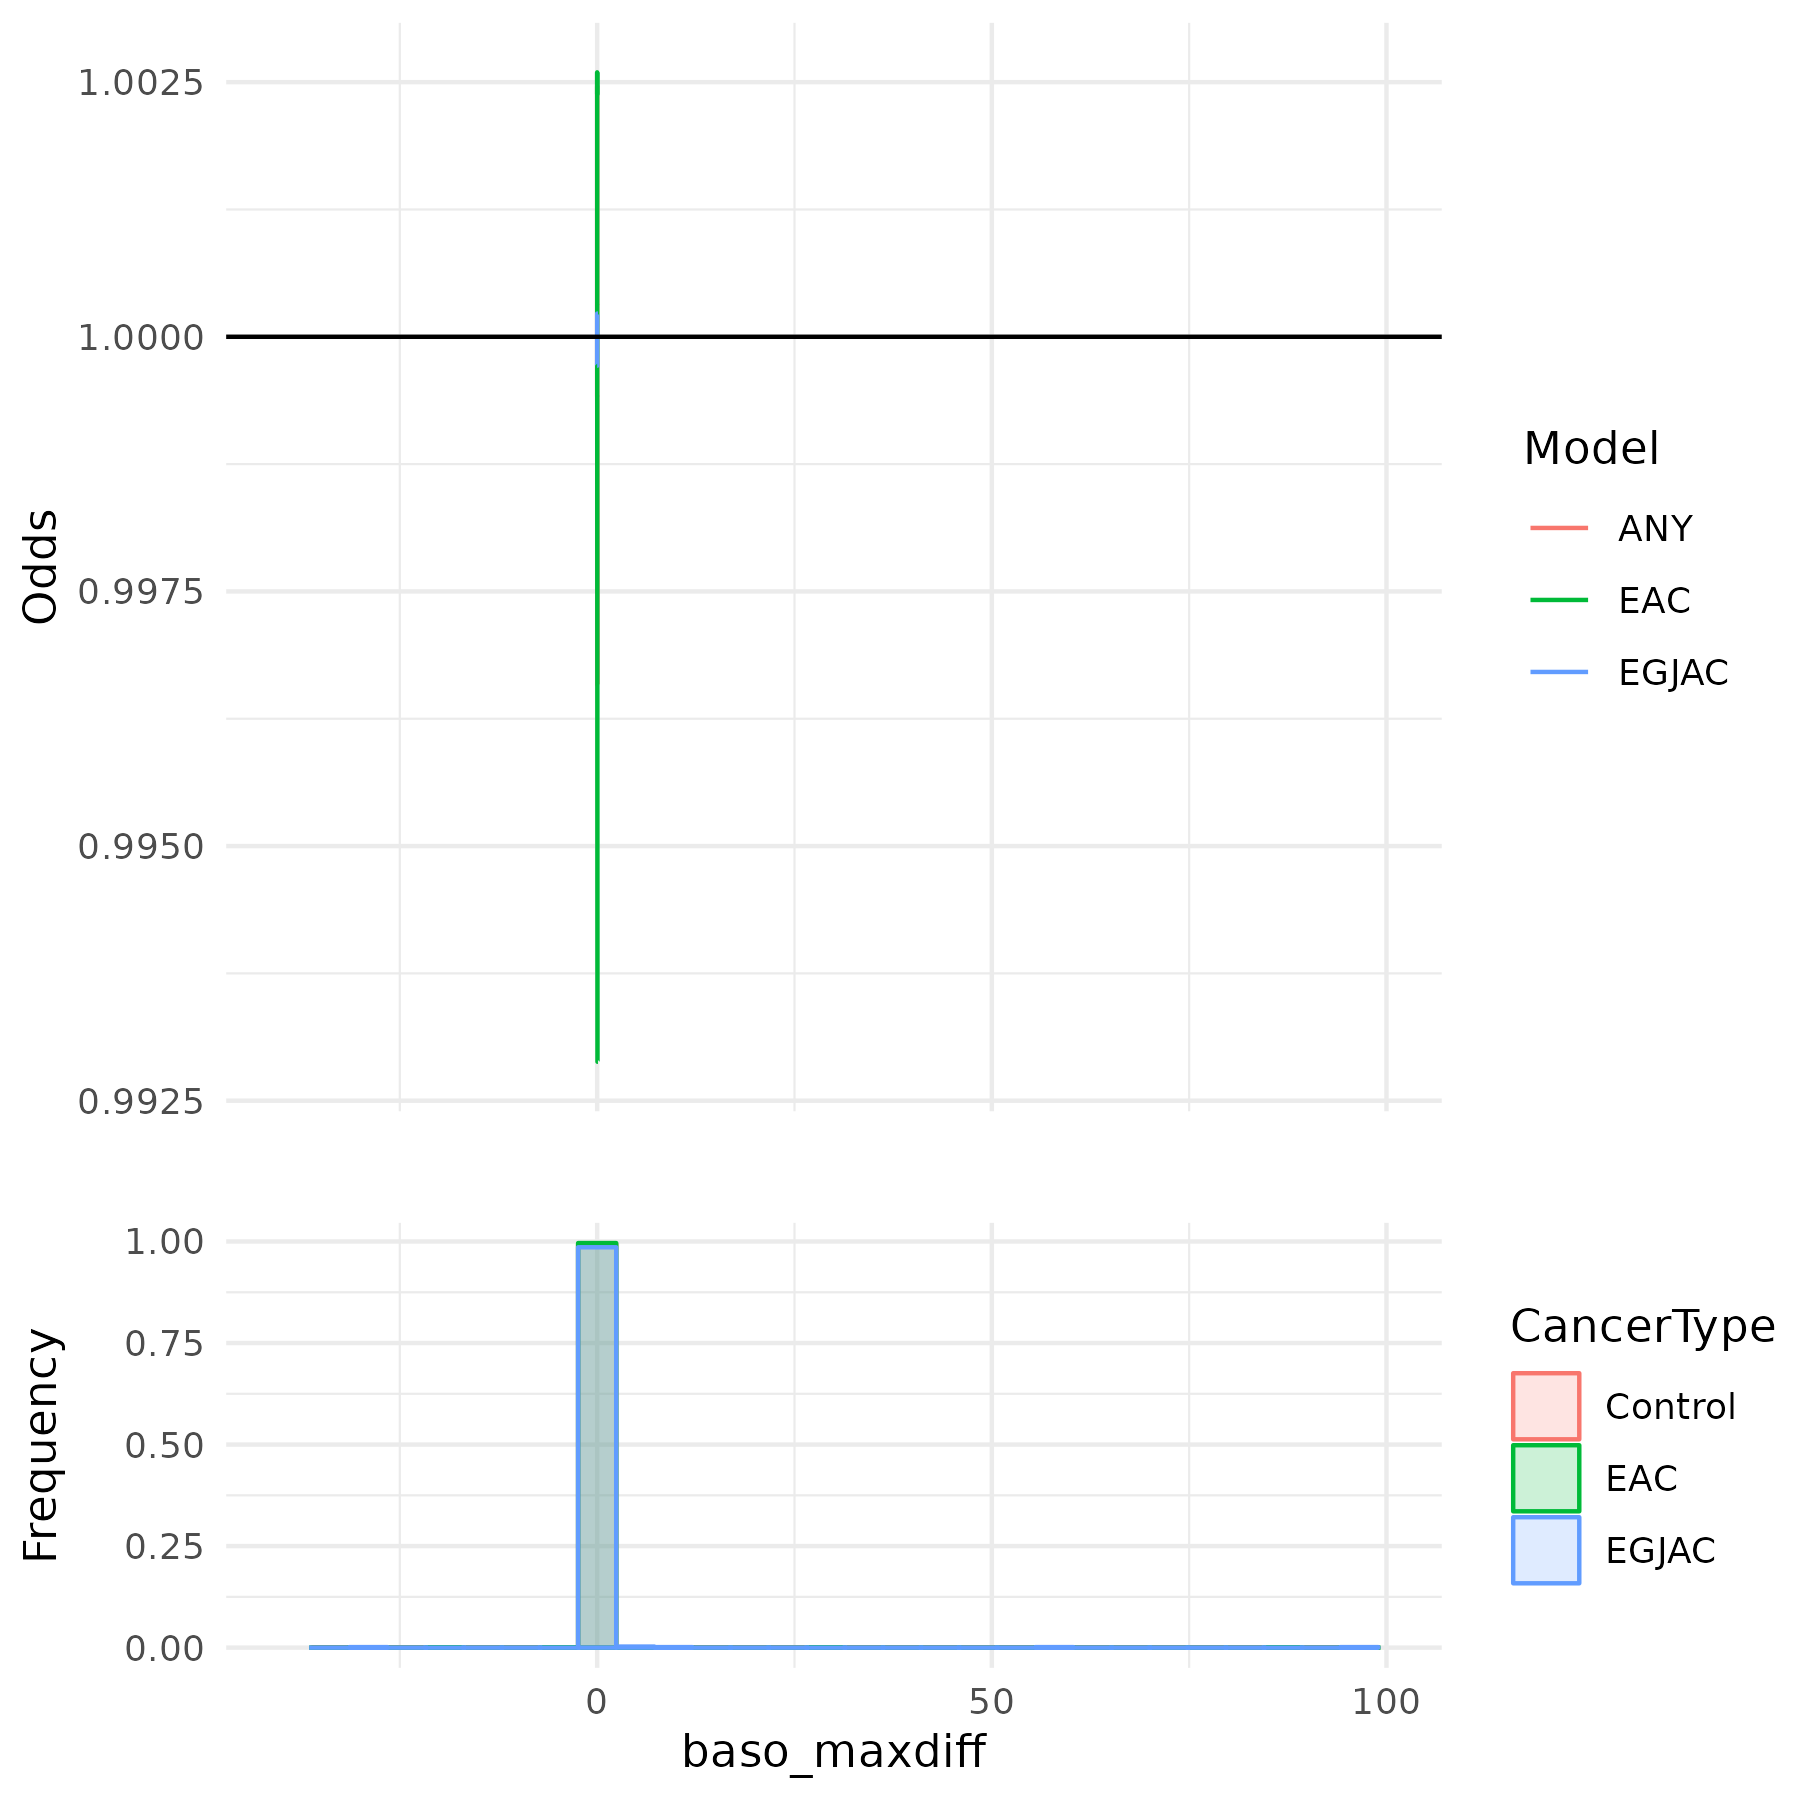 1.0025
1.0000
0.9975
0.9950
0.9925
Odds
Model
ANY
EAC
EGJAC
1.00
0.75
0.50
0.25
0.00
Frequency
0
50
100
baso_maxdiff
CancerType
Control
EAC
EGJAC